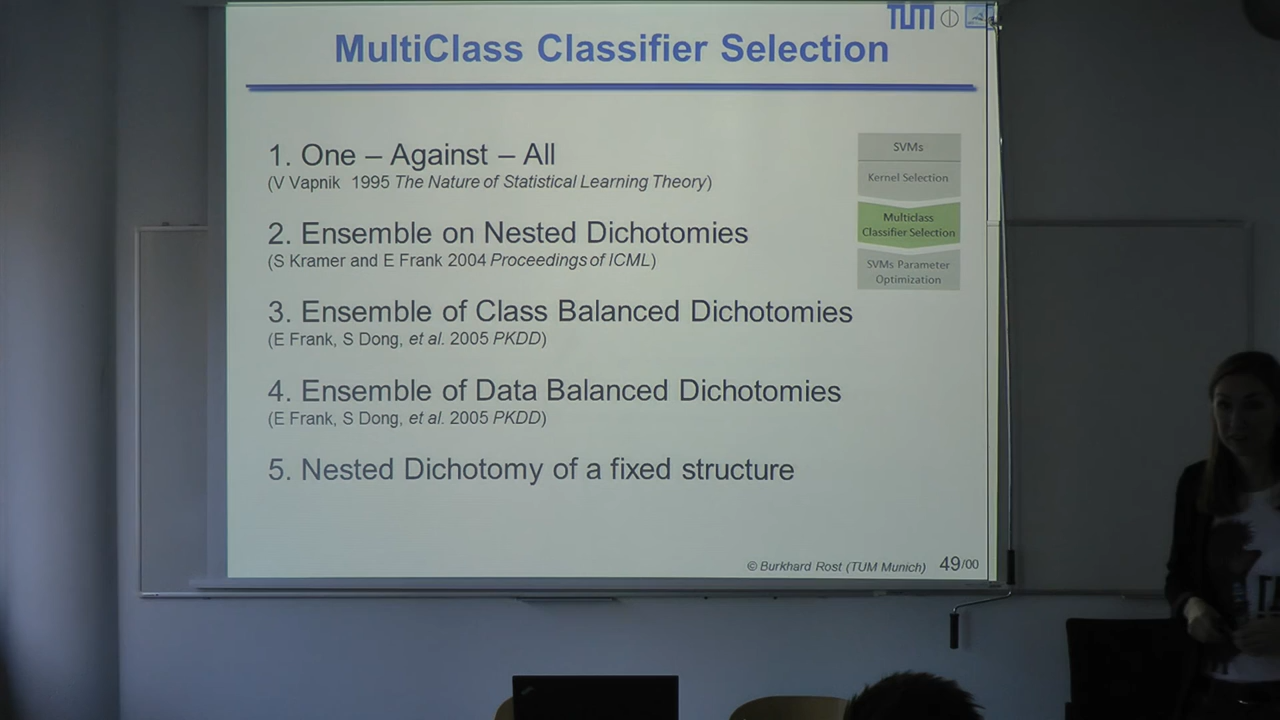 TUM
MultiClass Classifier Selection
1. One – Against – All
(V Vapnik 1995 The Nature of Statistical Learning Theory)
2. Ensemble on Nested Dichotomies
(S Kramer and E Frank 2004 Proceedings of ICML)
3. Ensemble of Class Balanced Dichotomies
(E Frank, S Dong, et al. 2005 PKDD)
4. Ensemble of Data Balanced Dichotomies
(E Frank, S Dong, et al. 2005 PKDD)
5. Nested Dichotomy of a fixed structure
SVMs
Kernel Selection
Multiclass
Classifier Selection
SVMs Parameter
Optimization
© Burkhard Rost (TUM Munich) 49/00